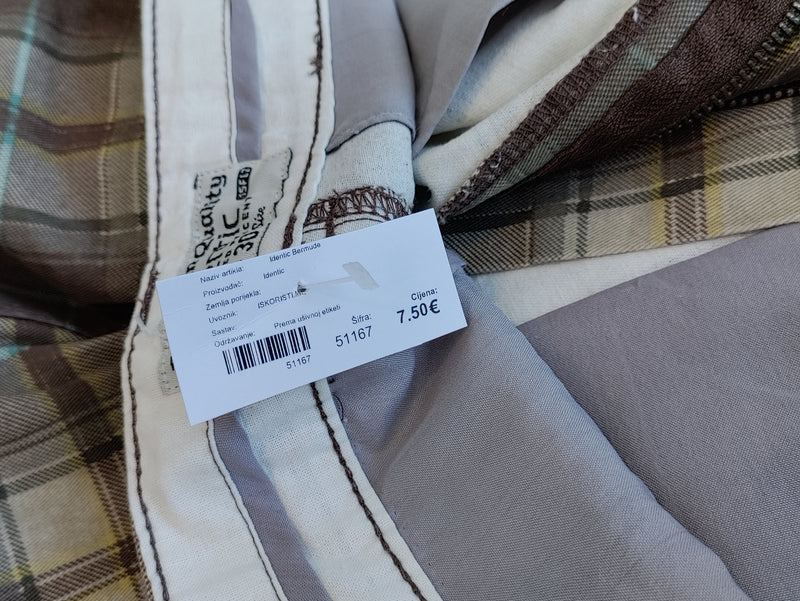 Quality
Size
Naziv artikla: Identic Bermude
Proizvođač: Identic
Zemlja porijekla:
Uvoznik: ISKORISTI.
Sastav:
Održavanje: Prema ušivnoj etiketi
51167
Šifra:
51167
Cijena:
7.50€